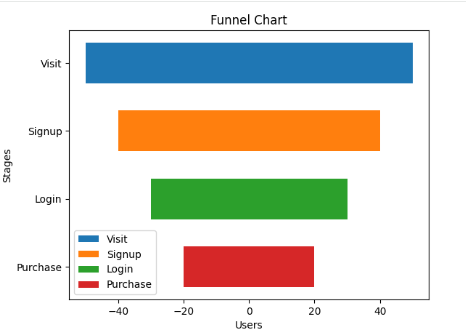 Funnel Chart
Visit
Signup
Login
Purchase
Stages
Visit
Signup
Login
Purchase
−40 −20 0 20 40
Users